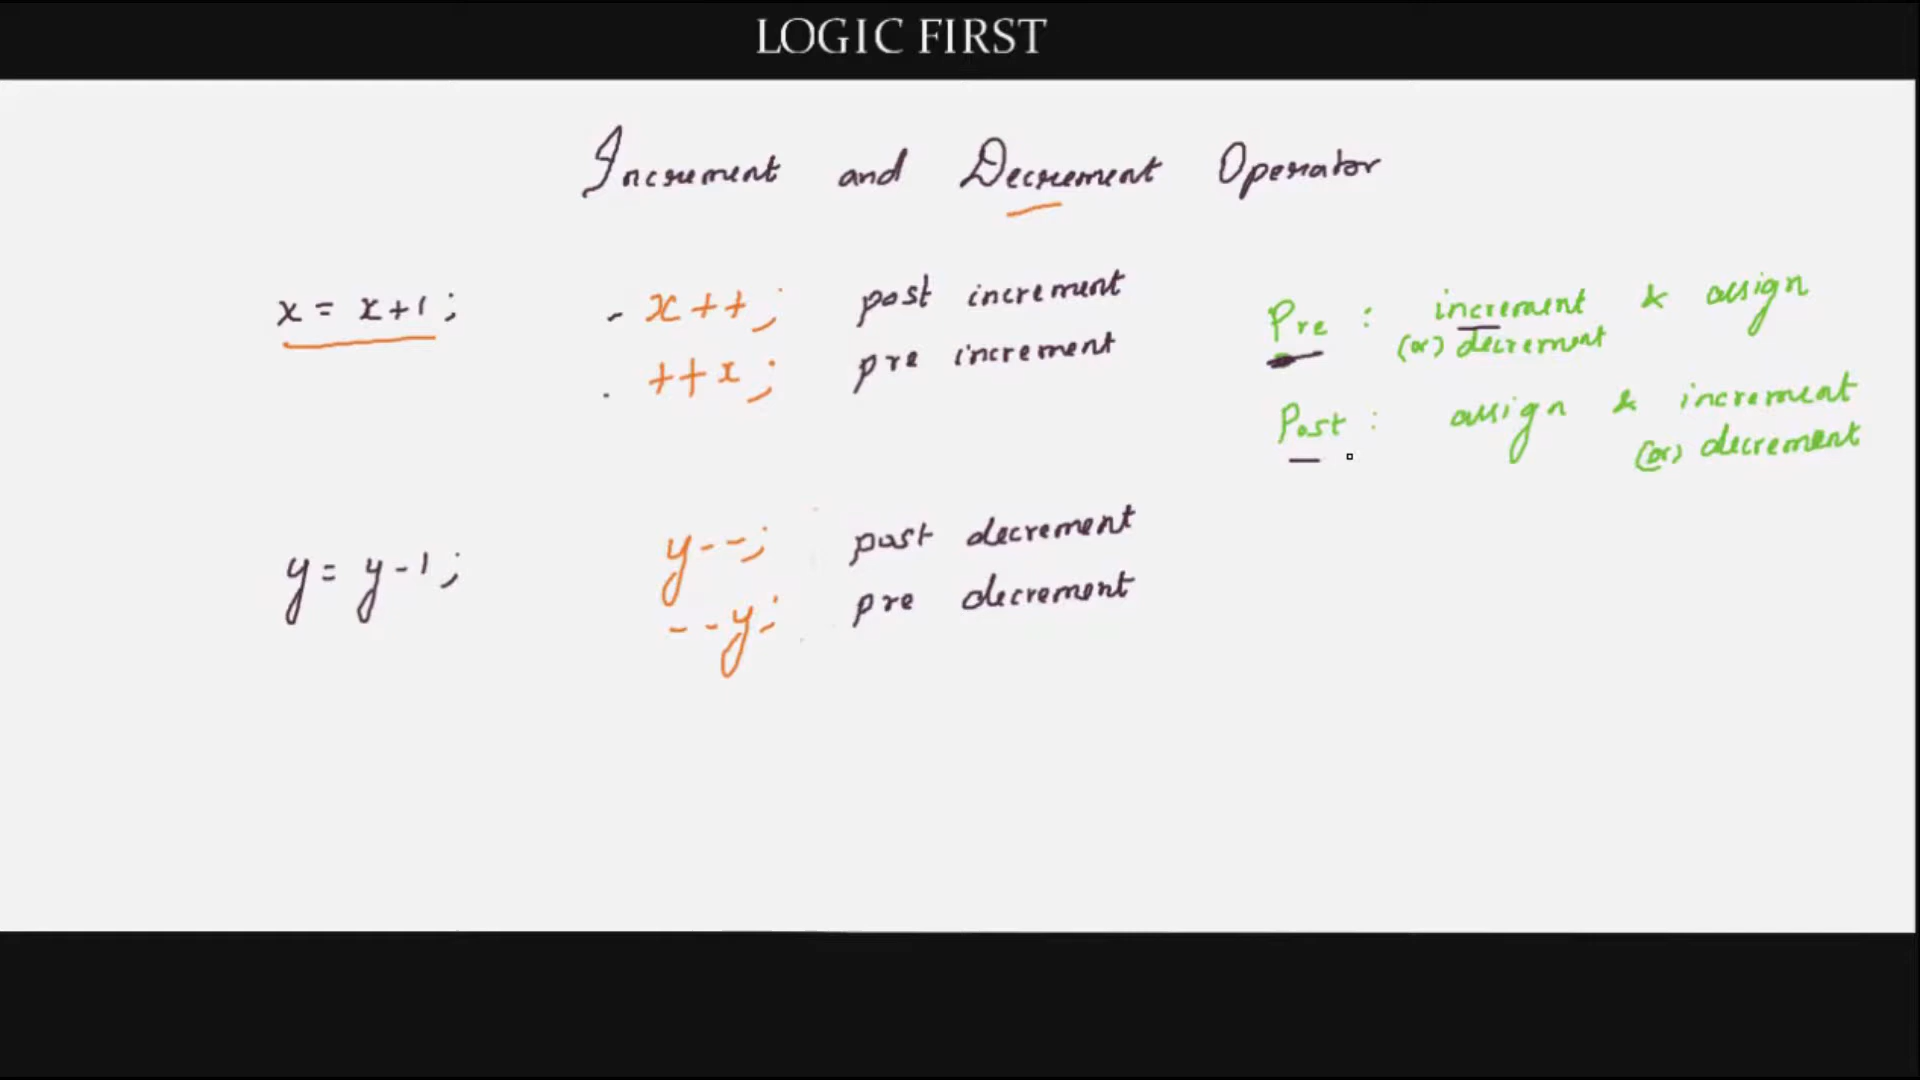 LOGIC FIRST
Increment and Decrement Operator
x = x+1; x++; post increment
++x; pre increment
Pre : increment & assign
(or) decrement
Post : assign & increment
(or) decrement
y = y-1; y--; post decrement
--y; pre decrement